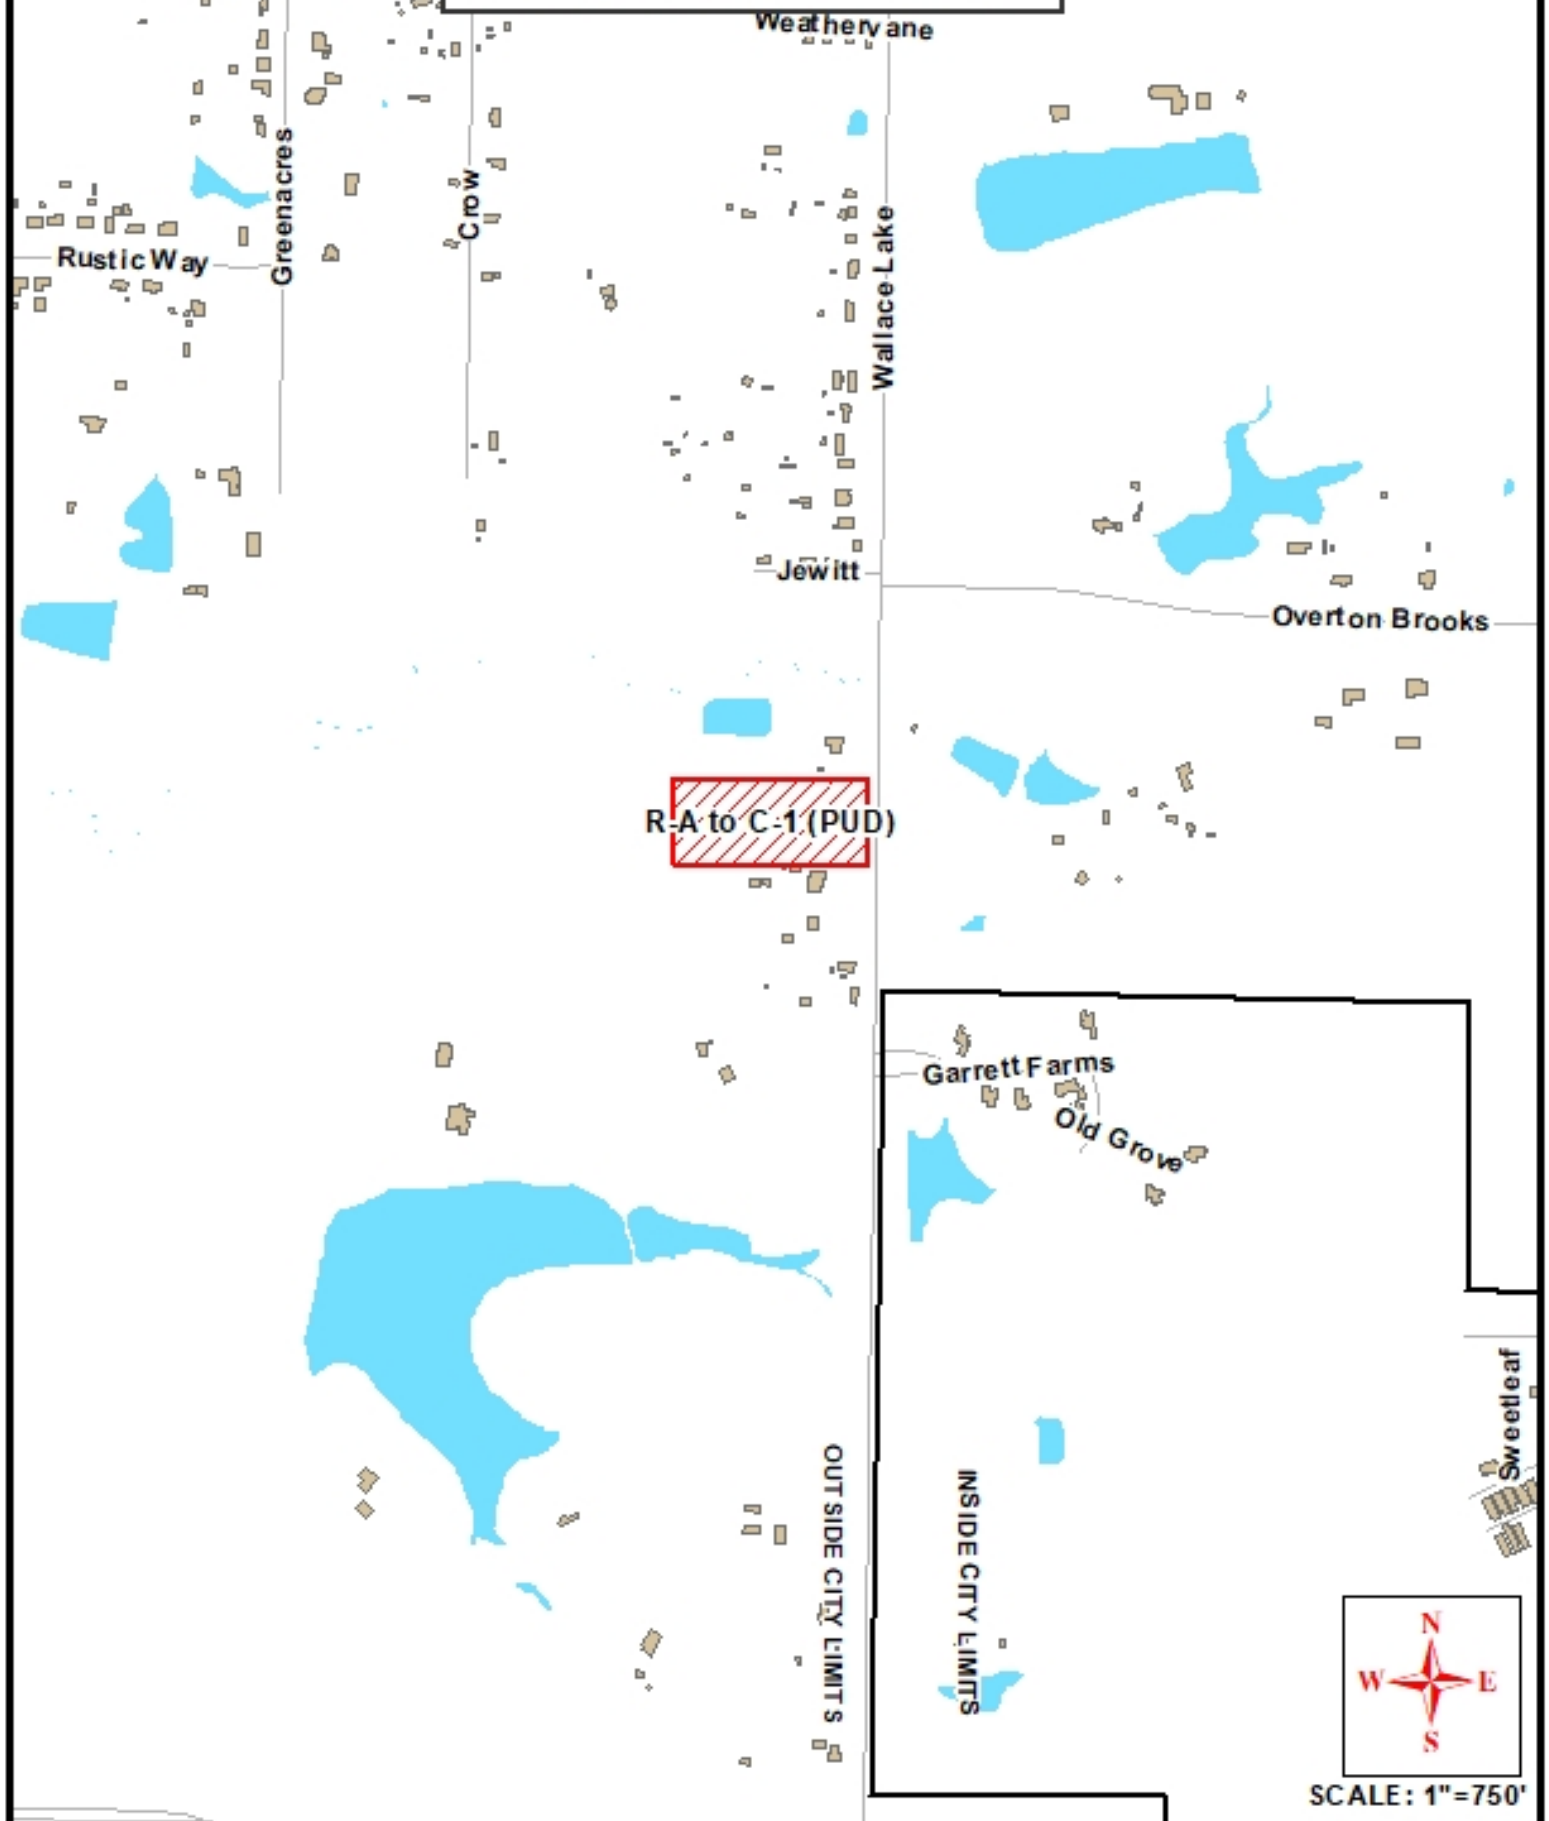 Weathervane
Greenacres
Crow
Wallace Lake
Rustic Way
Jewitt
Overton Brooks
R-A to C-1 (PUD)
Garrett Farms
Old Grove
Sweetleaf
OUTSIDE CITY LIMITS
INSIDE CITY LIMITS
N
W E
S
SCALE: 1"=750'